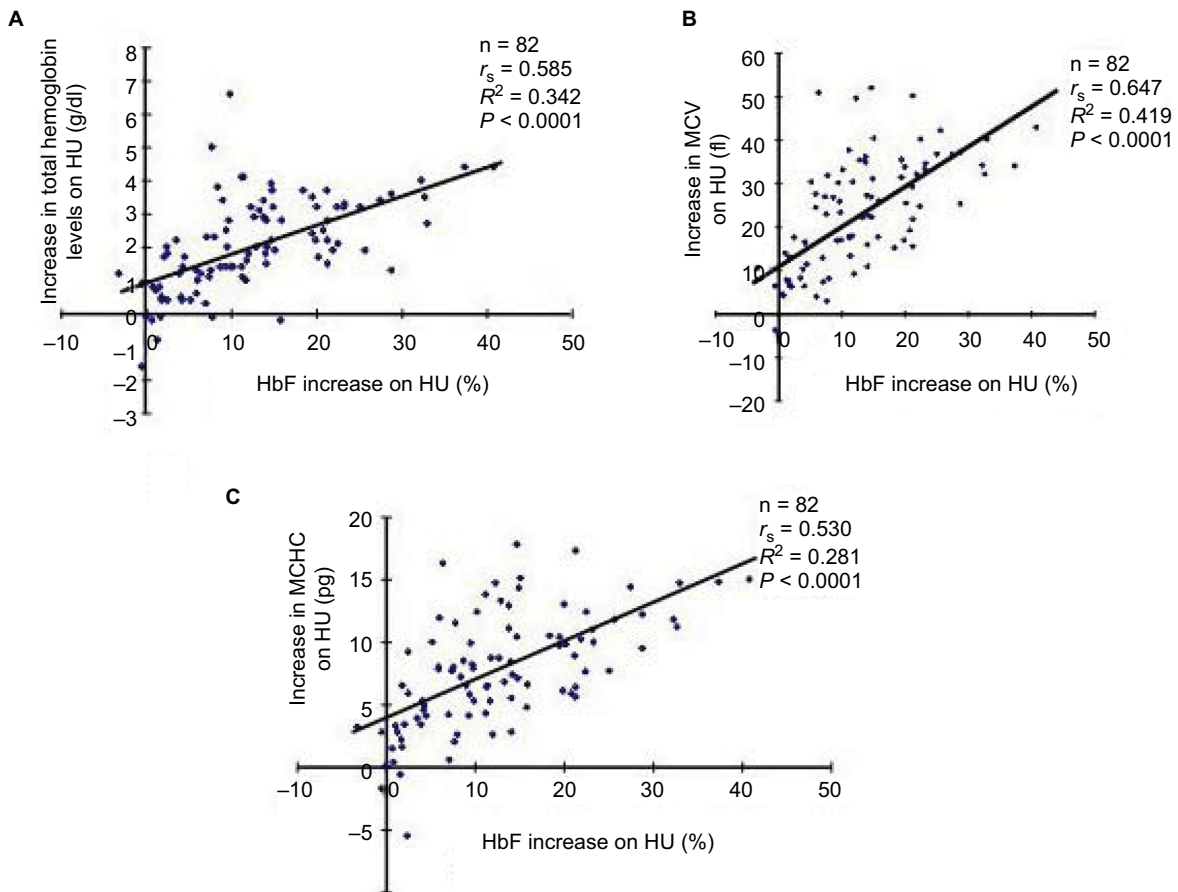 A
Increase in total hemoglobin
levels on HU (g/dl)
8
7
6
5
4
3
2
1
0
–1
–2
–3
–10
0
10
20
30
40
50
HbF increase on HU (%)
n = 82
rs = 0.585
R2 = 0.342
P < 0.0001
B
Increase in MCV
on HU (fl)
60
50
40
30
20
10
0
–10
–20
–10
0
10
20
30
40
50
HbF increase on HU (%)
n = 82
rs = 0.647
R2 = 0.419
P < 0.0001
C
Increase in MCHC
on HU (pg)
20
15
10
5
0
–5
–10
0
10
20
30
40
50
HbF increase on HU (%)
n = 82
rs = 0.530
R2 = 0.281
P < 0.0001